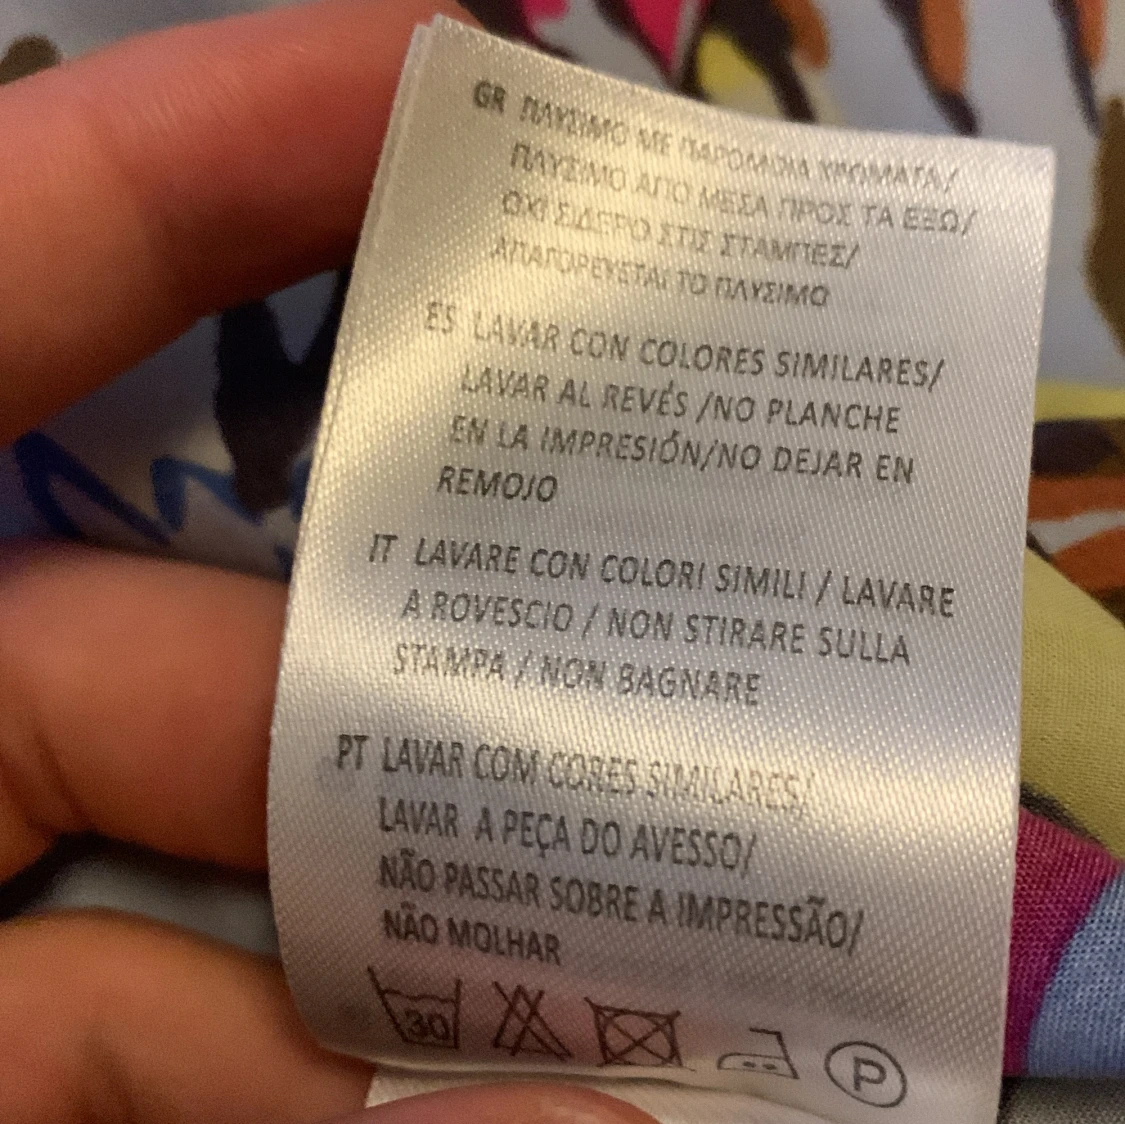 GR ΠΛΥΣΙΜΟ ΜΕ ΠΑΡΟΜΟΙΑ ΧΡΩΜΑΤΑ/
ΠΛΥΣΙΜΟ ΑΠΟ ΜΕΣΑ ΠΡΟΣ ΤΑ ΕΞΩ/
ΟΧΙ ΣΙΔΕΡΟ ΣΤΙΣ ΣΤΑΜΠΕΣ/
ΑΠΑΓΟΡΕΥΕΤΑΙ ΤΟ ΠΛΥΣΙΜΟ
ES LAVAR CON COLORES SIMILARES/
LAVAR AL REVÉS /NO PLANCHE
EN LA IMPRESIÓN/NO DEJAR EN
REMOJO
IT LAVARE CON COLORI SIMILI / LAVARE
A ROVESCIO / NON STIRARE SULLA
STAMPA / NON BAGNARE
PT LAVAR COM CORES SIMILARES/
LAVAR A PEÇA DO AVESSO/
NÃO PASSAR SOBRE A IMPRESSÃO/
NÃO MOLHAR
30 P